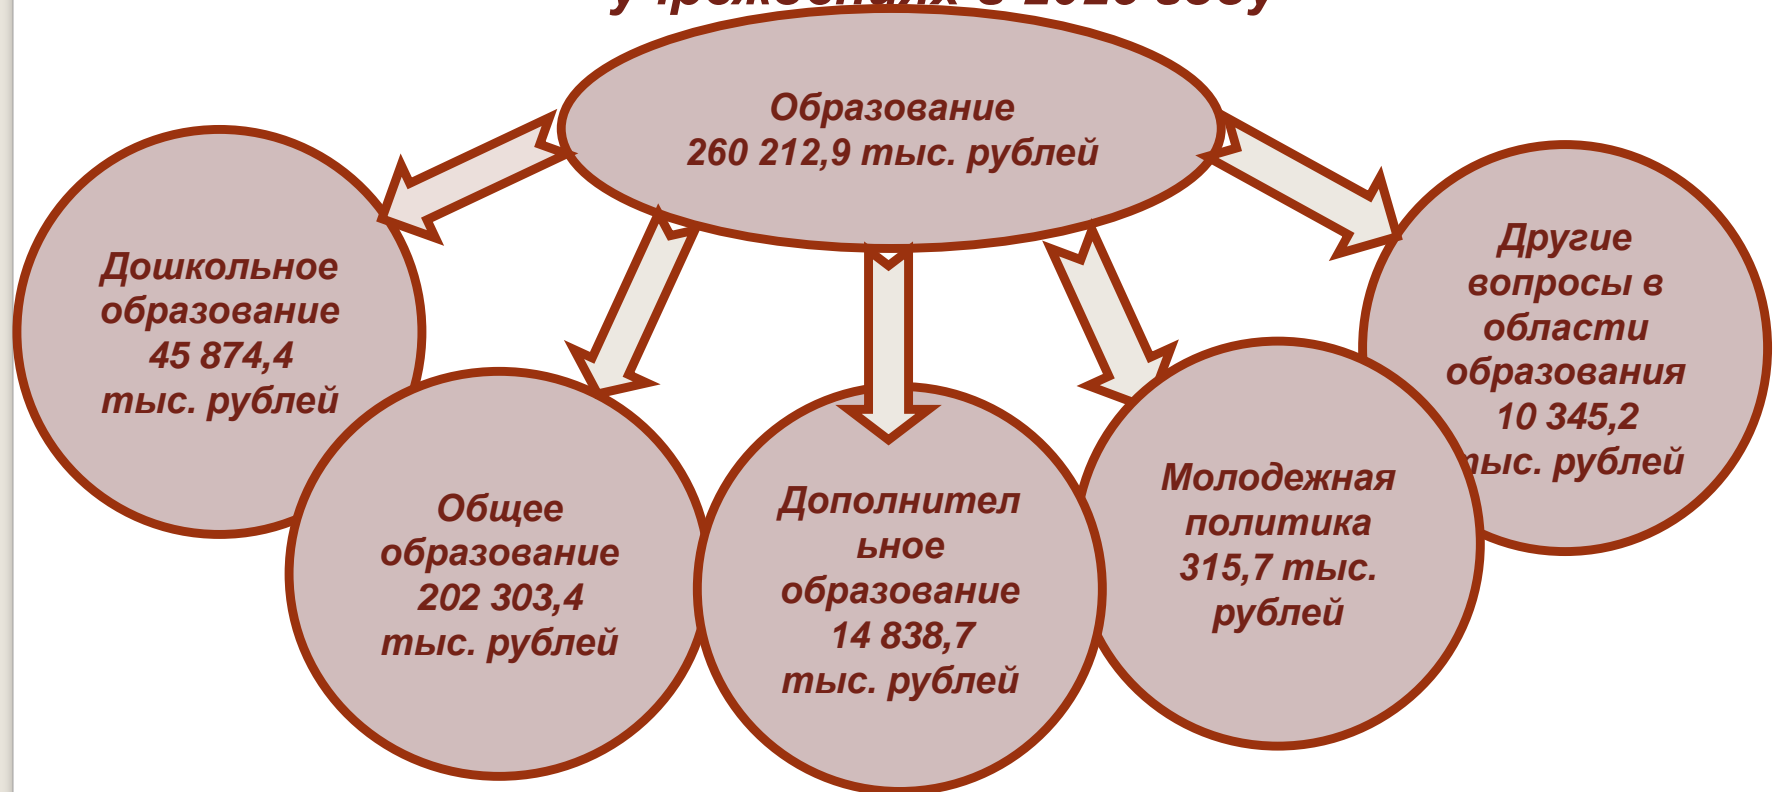 Образование
260 212,9 тыс. рублей
Дошкольное
образование
45 874,4
тыс. рублей
Общее
образование
202 303,4
тыс. рублей
Дополнител
ьное
образование
14 838,7
тыс. рублей
Молодежная
политика
315,7 тыс.
рублей
Другие
вопросы в
области
образования
10 345,2
тыс. рублей